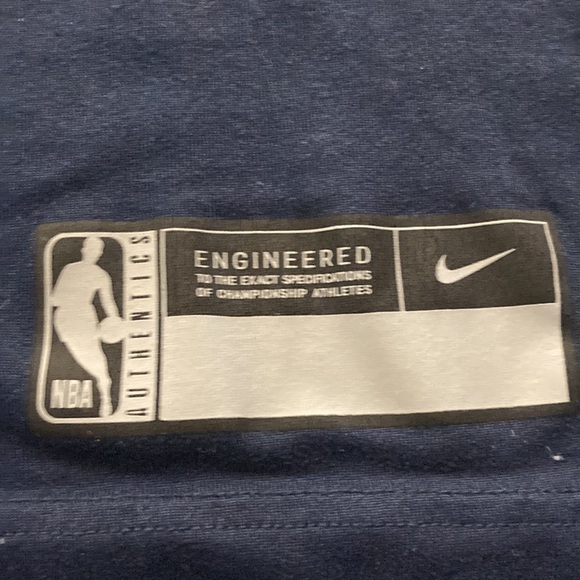 NBA
AUTHENTICS
ENGINEERED
TO THE EXACT SPECIFICATIONS
OF CHAMPIONSHIP ATHLETES